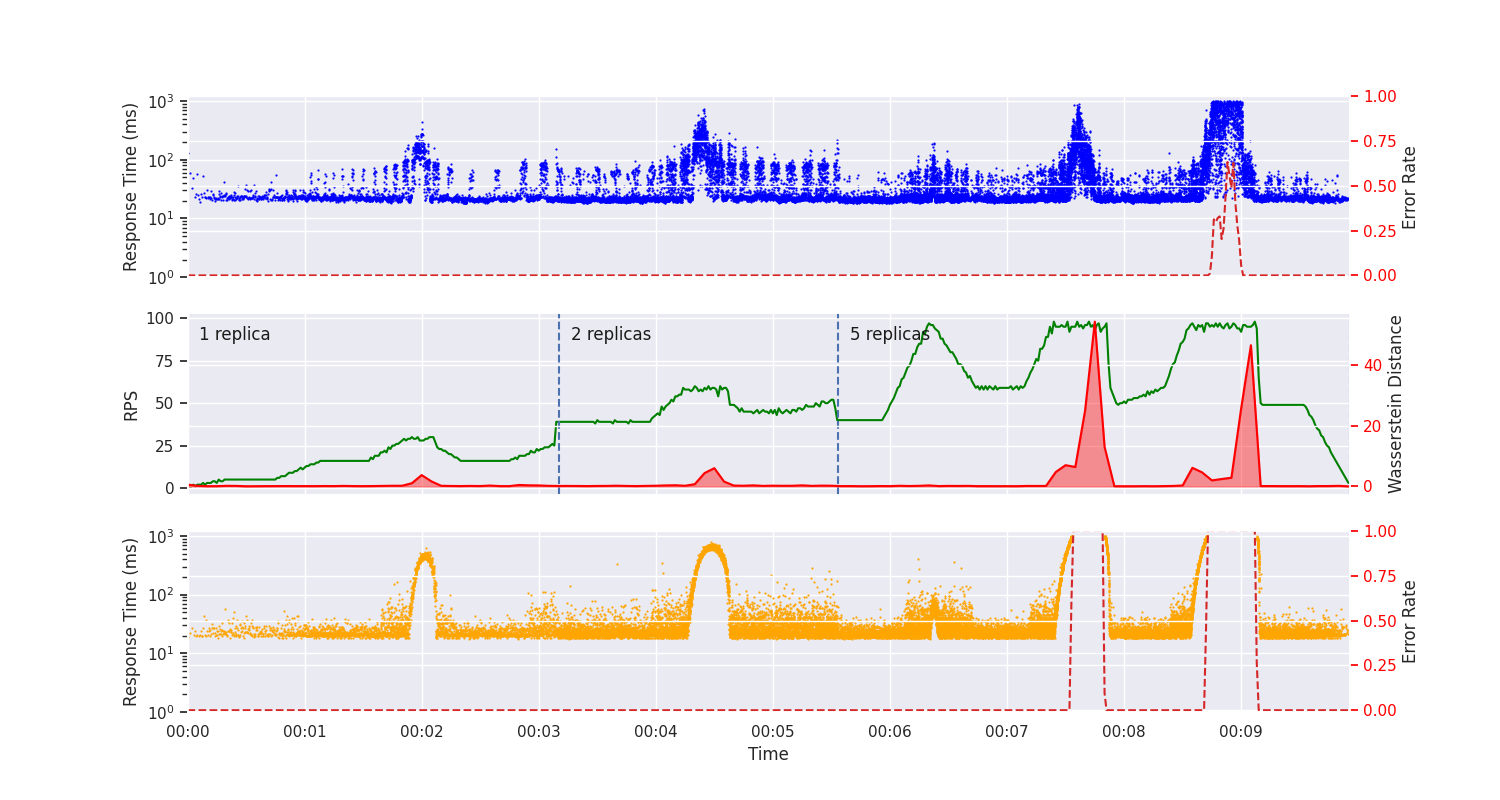 Response Time (ms)
10³
10²
10¹
10⁰
1.00
0.75
0.50
0.25
0.00
Error Rate
RPS
100
75
50
25
0
1 replica
2 replicas
5 replicas
40
20
0
Wasserstein Distance
Response Time (ms)
10³
10²
10¹
10⁰
1.00
0.75
0.50
0.25
0.00
Error Rate
00:00 00:01 00:02 00:03 00:04 00:05 00:06 00:07 00:08 00:09
Time